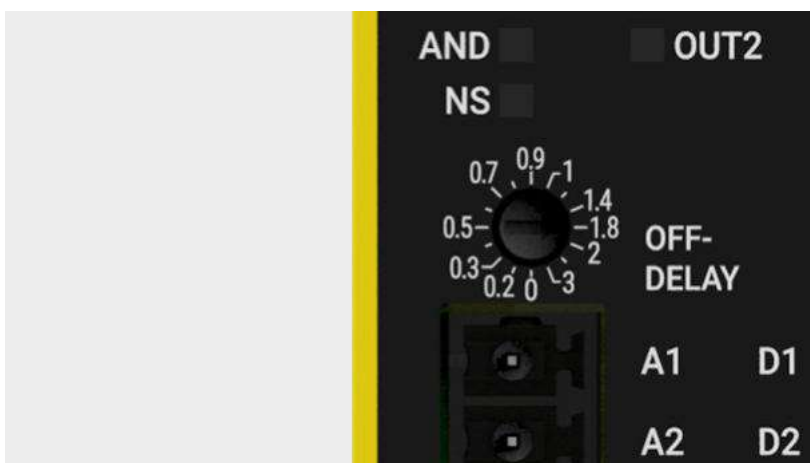 AND OUT2
NS
0.9
0.7 1
1.4
0.5 1.8
2
0.3
0.2 0 3
OFF-
DELAY
A1 D1
A2 D2